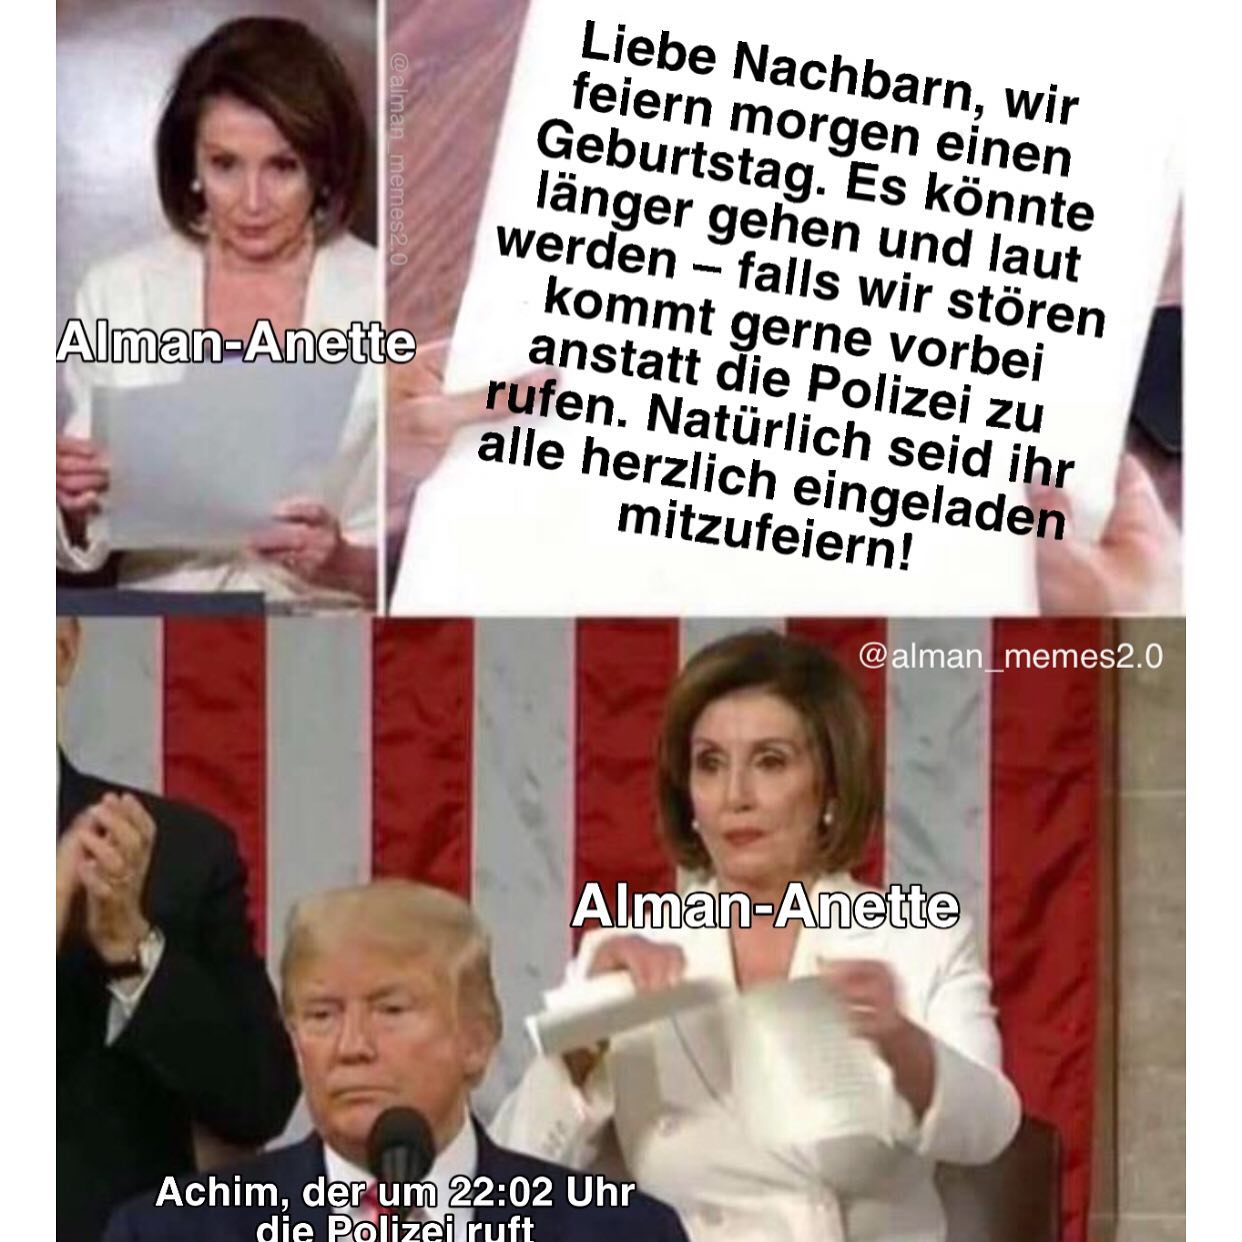 Alman-Anette
@alman_memes2.0
Liebe Nachbarn, wir
feiern morgen einen
Geburtstag. Es könnte
länger gehen und laut
werden – falls wir stören
kommt gerne vorbei
anstatt die Polizei zu
rufen. Natürlich seid ihr
alle herzlich eingeladen
mitzufeiern!
@alman_memes2.0
Alman-Anette
Achim, der um 22:02 Uhr
die Polizei ruft